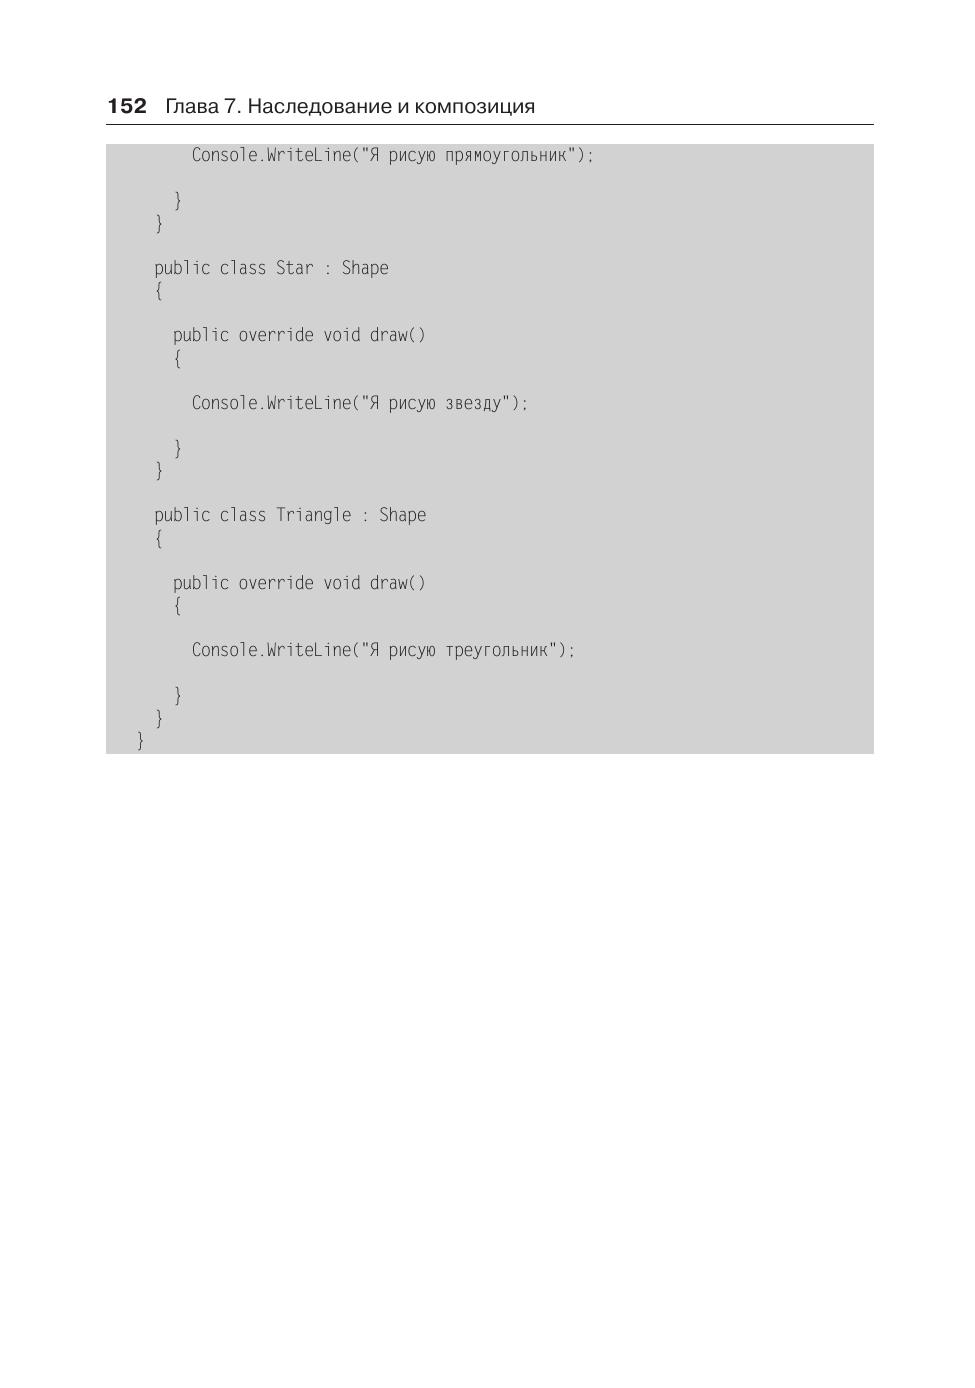 152 Глава 7. Наследование и композиция
Console.WriteLine("Я рисую прямоугольник");
}
}
public class Star : Shape
{
public override void draw()
{
Console.WriteLine("Я рисую звезду");
}
}
public class Triangle : Shape
{
public override void draw()
{
Console.WriteLine("Я рисую треугольник");
}
}
}